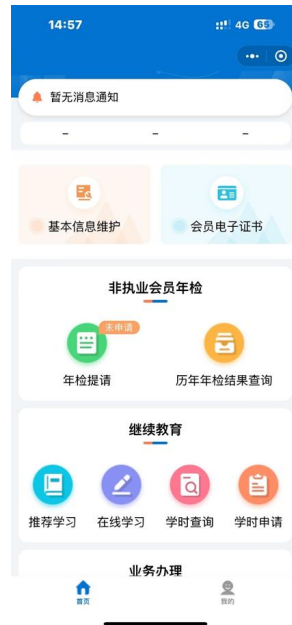 14:57
4G 65
暂无消息通知
– – –
基本信息维护 会员电子证书
非执业会员年检
未申请
年检提请 历年年检结果查询
继续教育
推荐学习 在线学习 学时查询 学时申请
业务办理
首页 我的